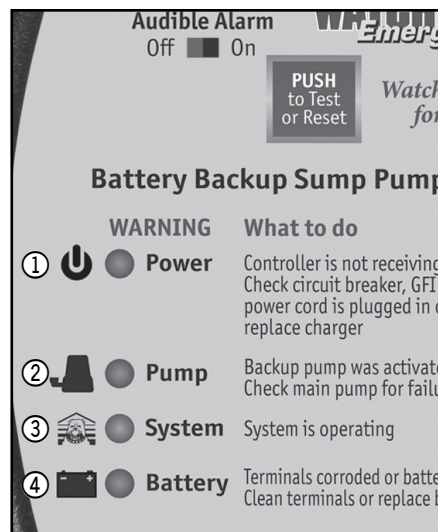 Audible Alarm
Off On
Emerg
PUSH
to Test
or Reset
Watch
for
Battery Backup Sump Pump
WARNING What to do
1 Power Controller is not receiving
Check circuit breaker, GFI
power cord is plugged in
replace charger
2 Pump Backup pump was activate
Check main pump for failu
3 System System is operating
4 - + Battery Terminals corroded or batte
Clean terminals or replace b